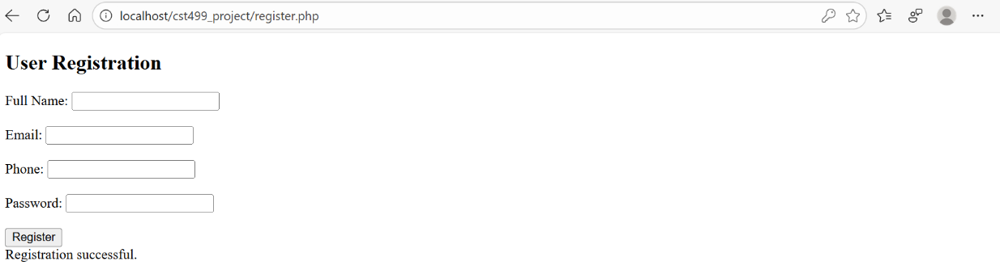 localhost/cst499_project/register.php
User Registration
Full Name:
Email:
Phone:
Password:
Register
Registration successful.